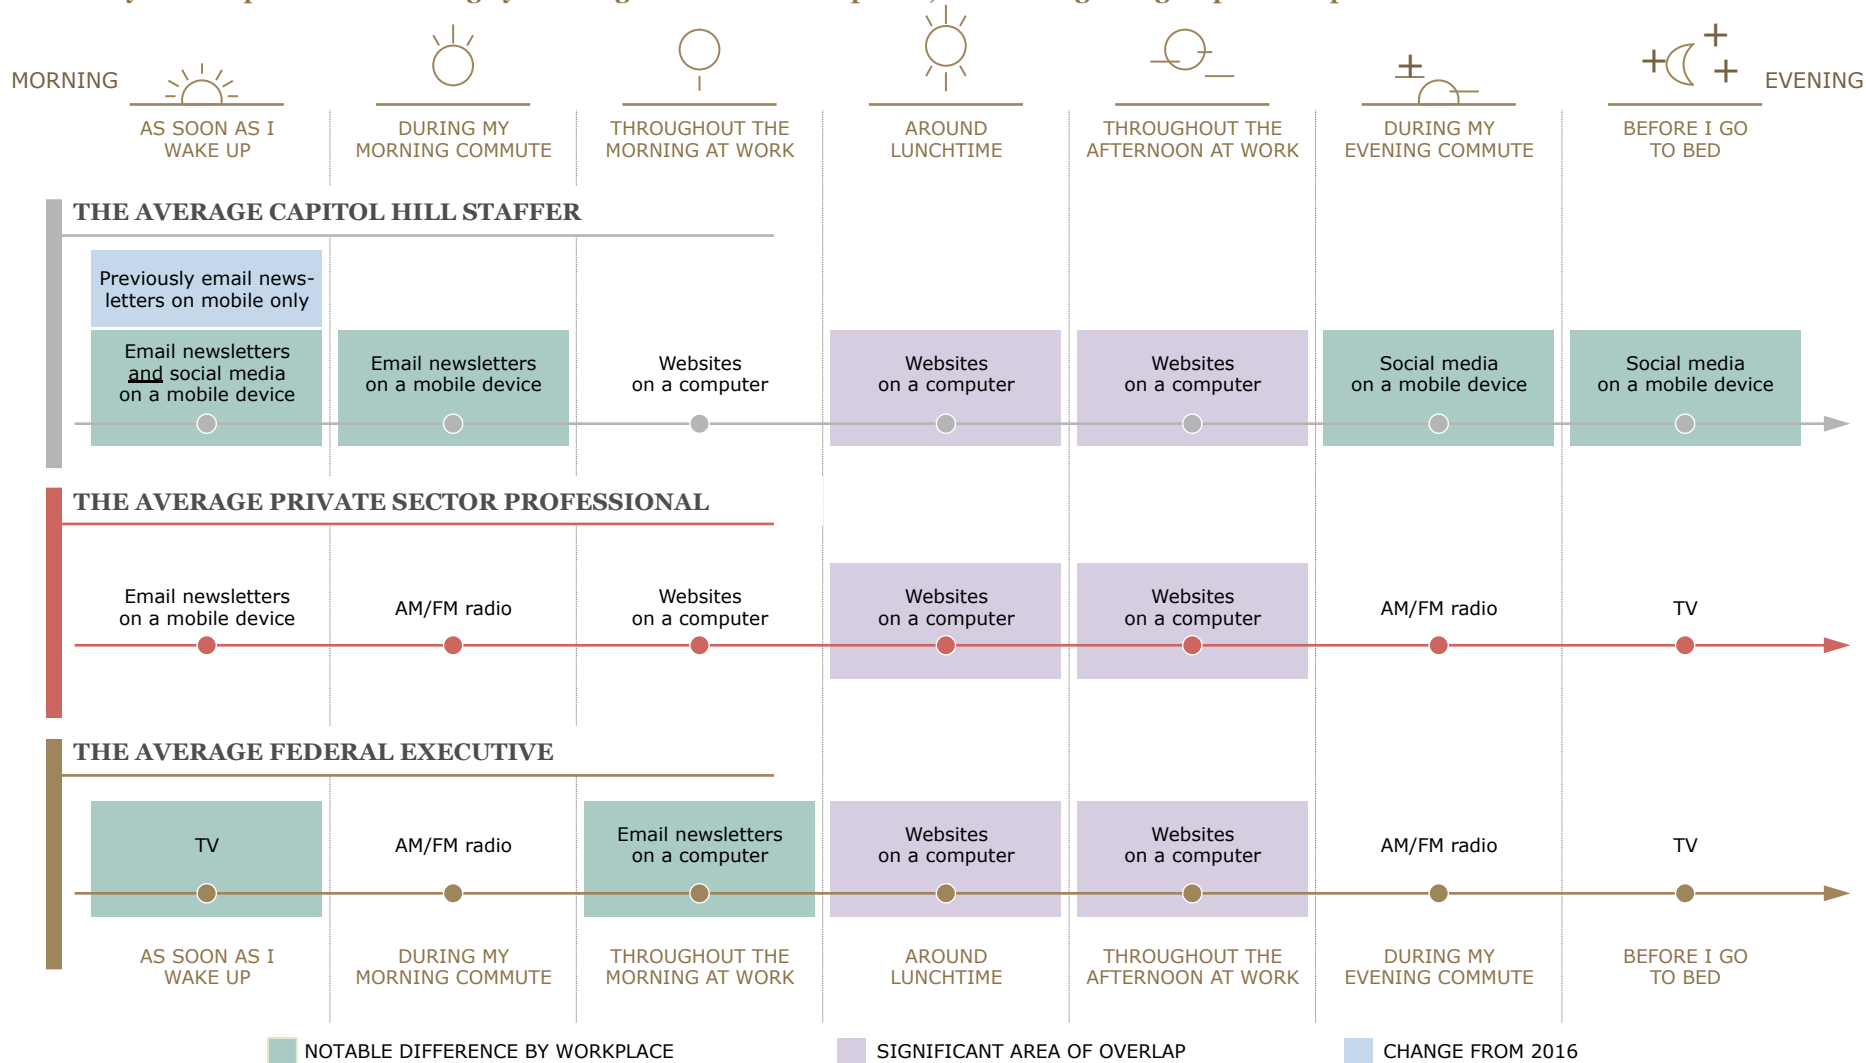 MORNING
EVENING
AS SOON AS I
WAKE UP
DURING MY
MORNING COMMUTE
THROUGHOUT THE
MORNING AT WORK
AROUND
LUNCHTIME
THROUGHOUT THE
AFTERNOON AT WORK
DURING MY
EVENING COMMUTE
BEFORE I GO
TO BED
THE AVERAGE CAPITOL HILL STAFFER
Previously email news-
letters on mobile only
Email newsletters
and social media
on a mobile device
Email newsletters
on a mobile device
Websites
on a computer
Websites
on a computer
Websites
on a computer
Social media
on a mobile device
Social media
on a mobile device
THE AVERAGE PRIVATE SECTOR PROFESSIONAL
Email newsletters
on a mobile device
AM/FM radio
Websites
on a computer
Websites
on a computer
Websites
on a computer
AM/FM radio
TV
THE AVERAGE FEDERAL EXECUTIVE
TV
AM/FM radio
Email newsletters
on a computer
Websites
on a computer
Websites
on a computer
AM/FM radio
TV
AS SOON AS I
WAKE UP
DURING MY
MORNING COMMUTE
THROUGHOUT THE
MORNING AT WORK
AROUND
LUNCHTIME
THROUGHOUT THE
AFTERNOON AT WORK
DURING MY
EVENING COMMUTE
BEFORE I GO
TO BED
NOTABLE DIFFERENCE BY WORKPLACE
SIGNIFICANT AREA OF OVERLAP
CHANGE FROM 2016